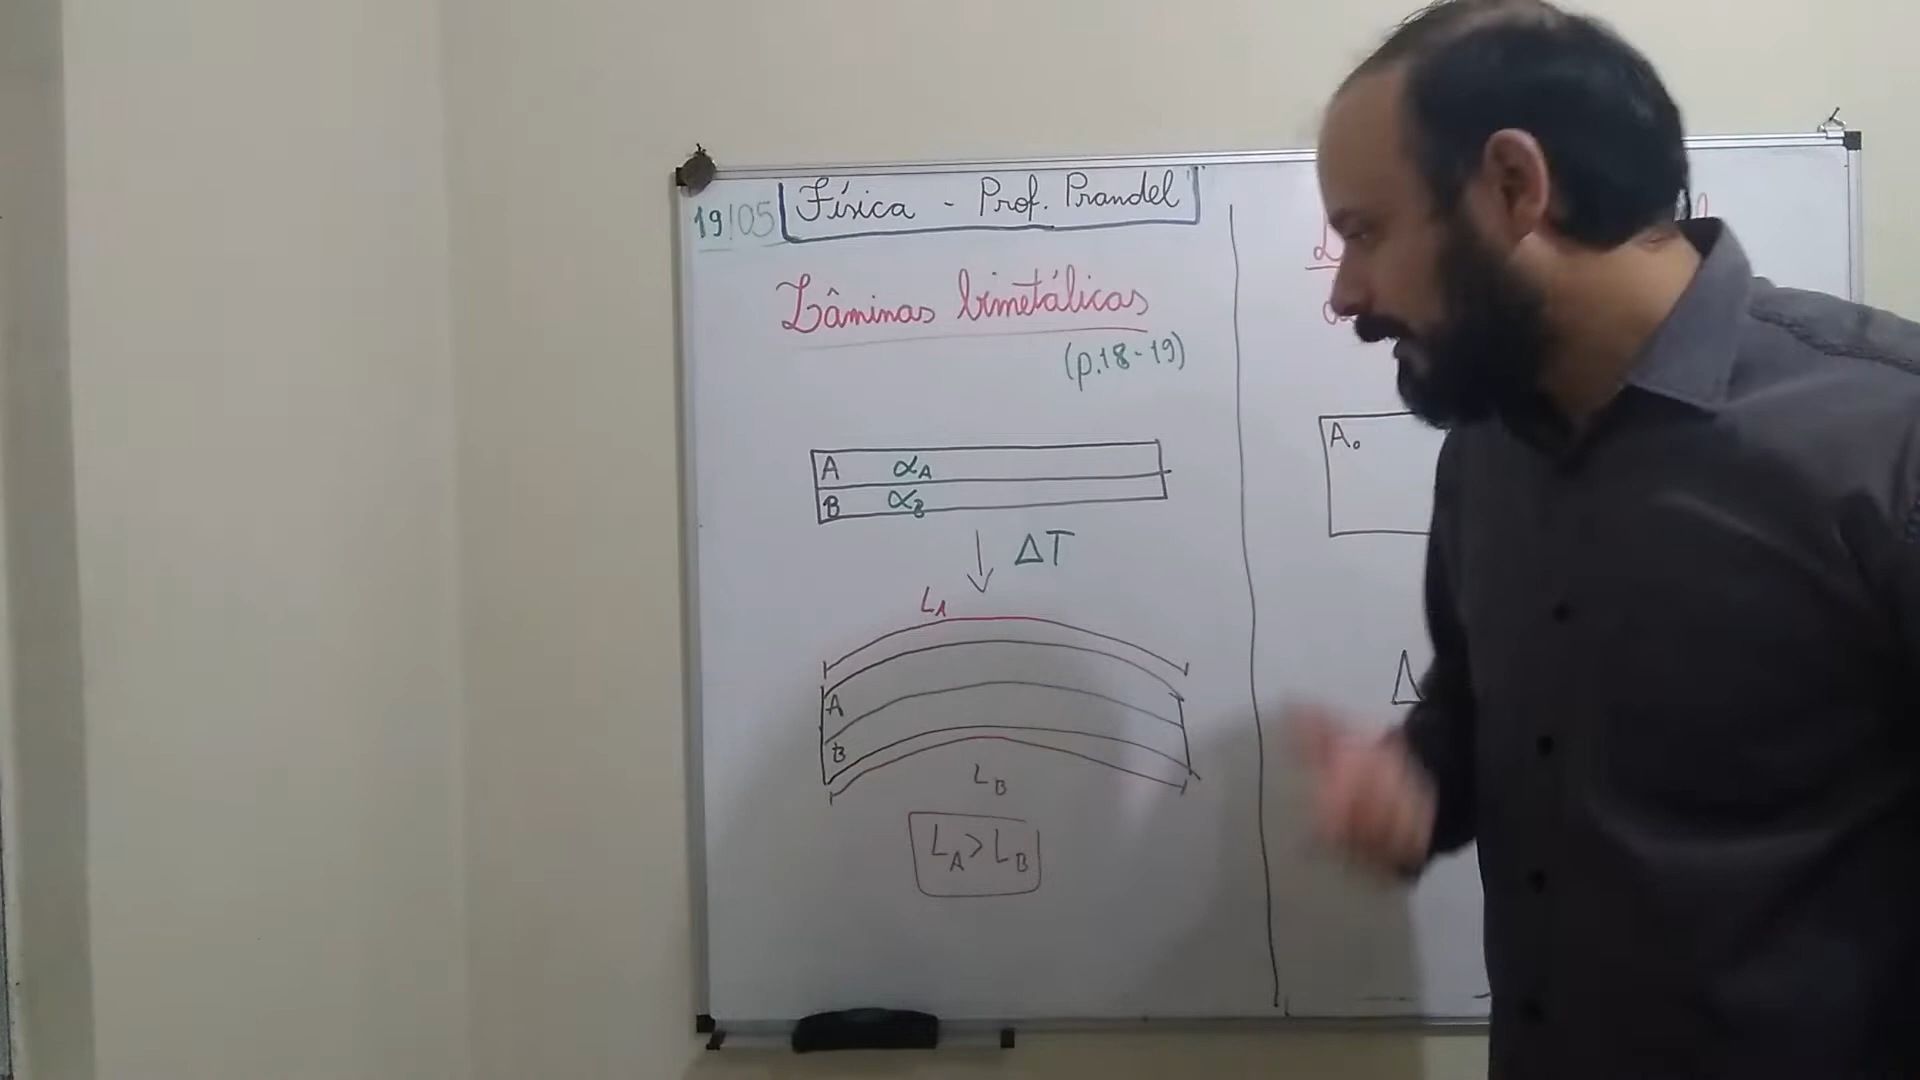 19/05 Física - Prof. Prandel
Lâminas bimetálicas
(p.18-19)
A αA
B αB
ΔT
LA
A
B
LB
LA > LB
A₀
Δ